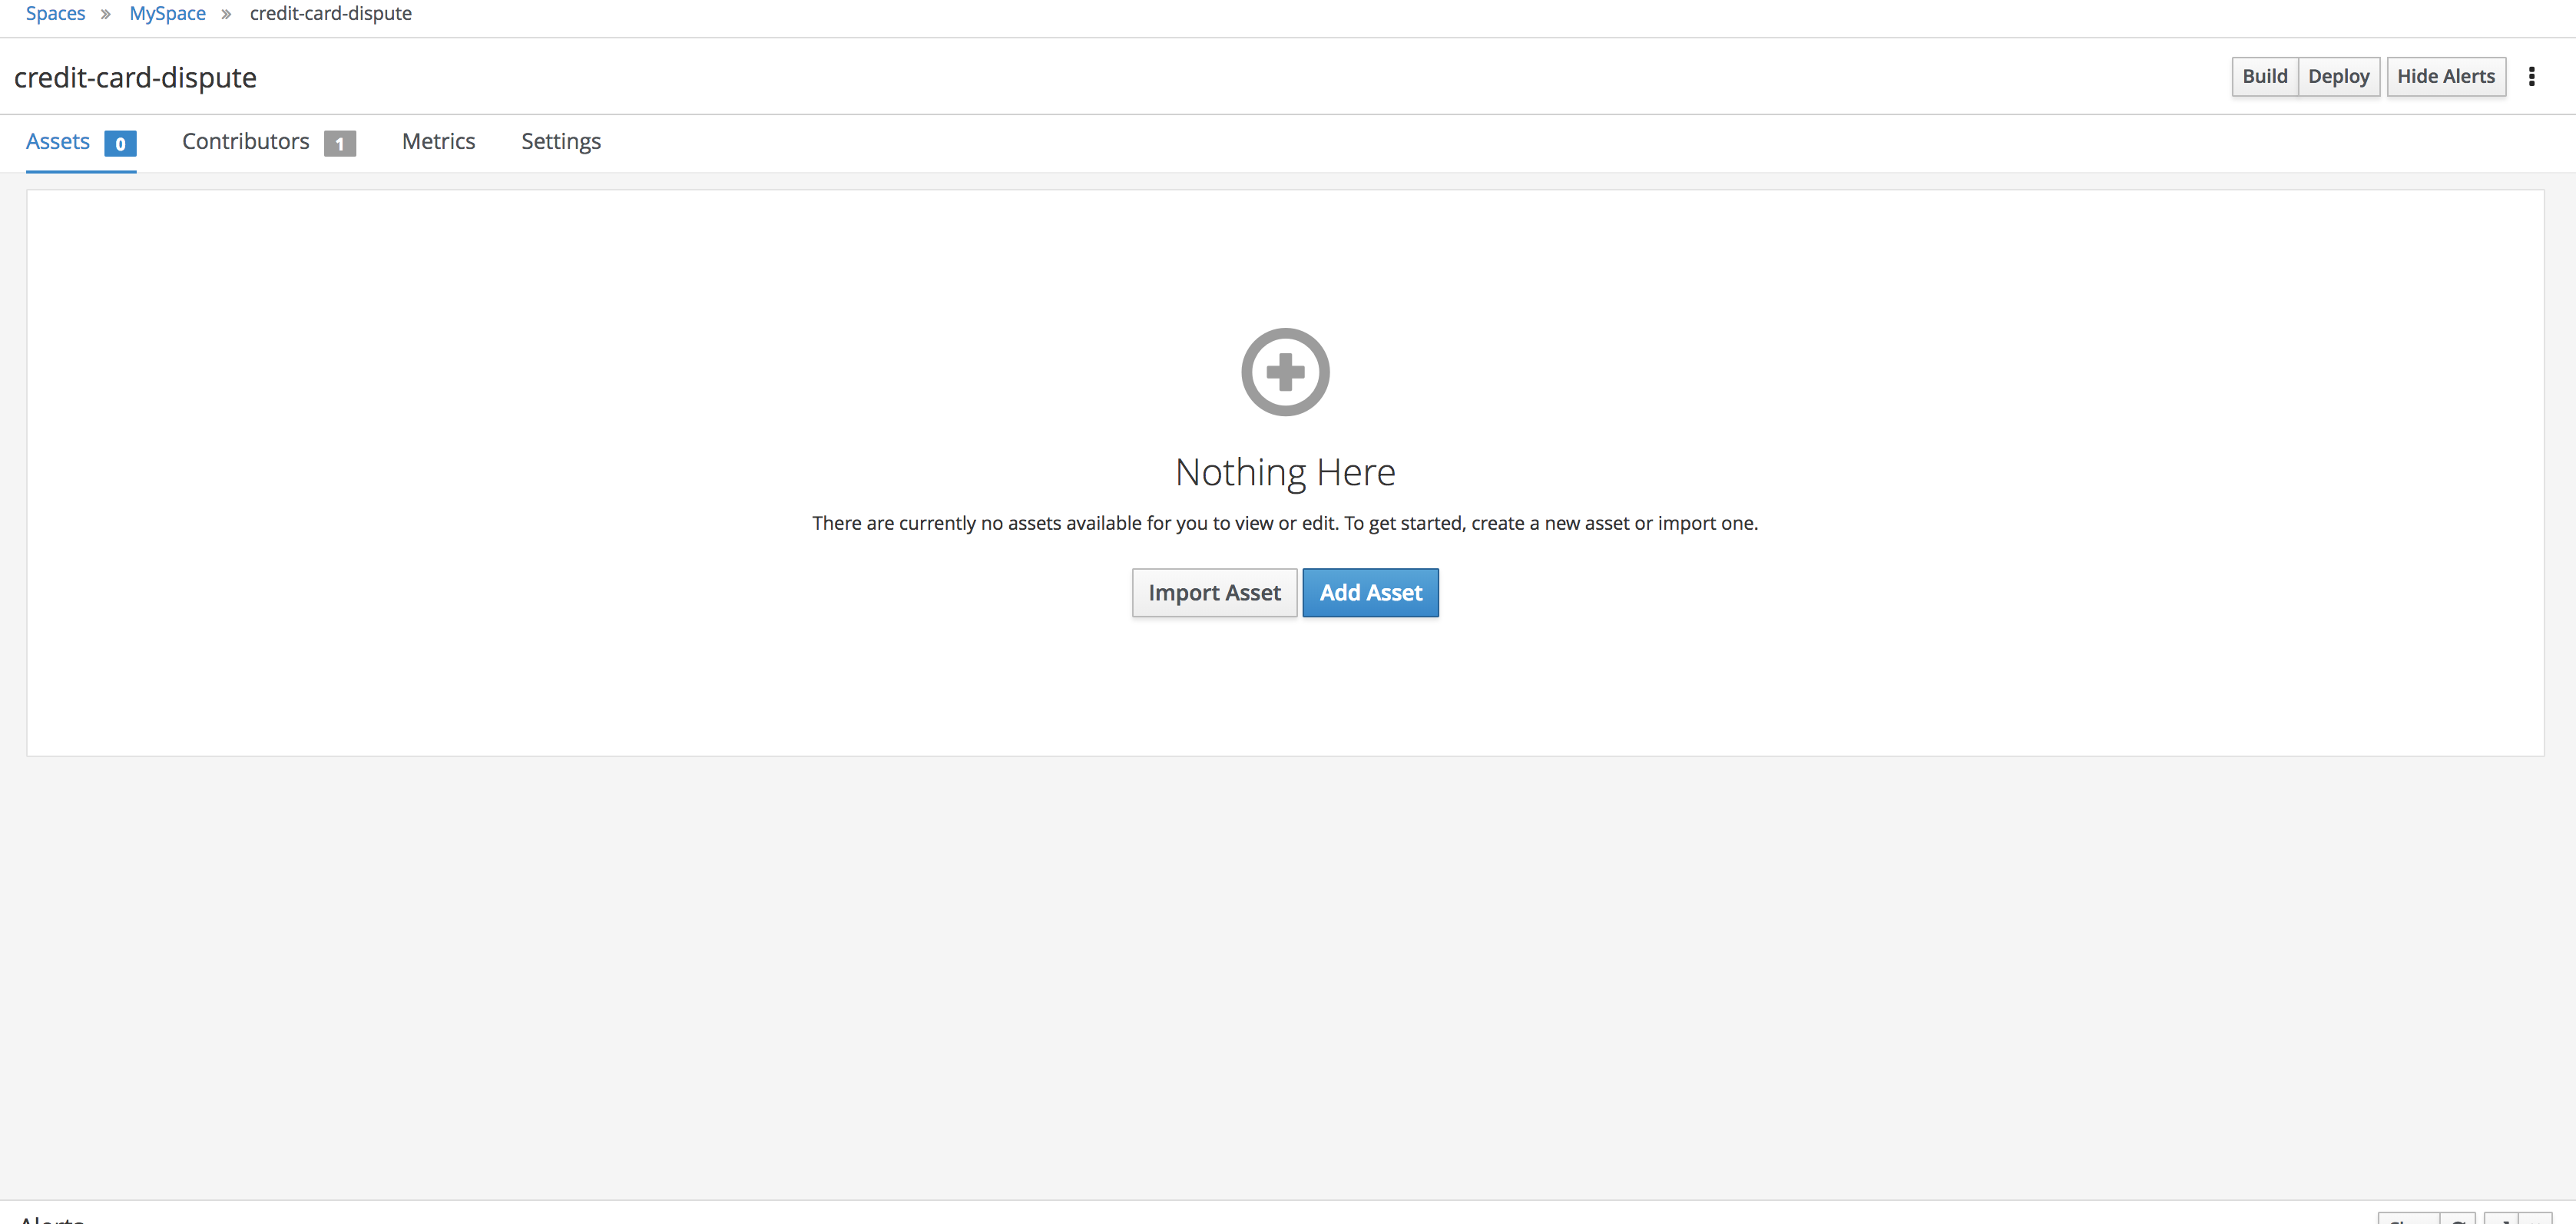 Spaces » MySpace » credit-card-dispute
credit-card-dispute
Build Deploy Hide Alerts
Assets 0 Contributors 1 Metrics Settings
Nothing Here
There are currently no assets available for you to view or edit. To get started, create a new asset or import one.
Import Asset Add Asset
Alerts